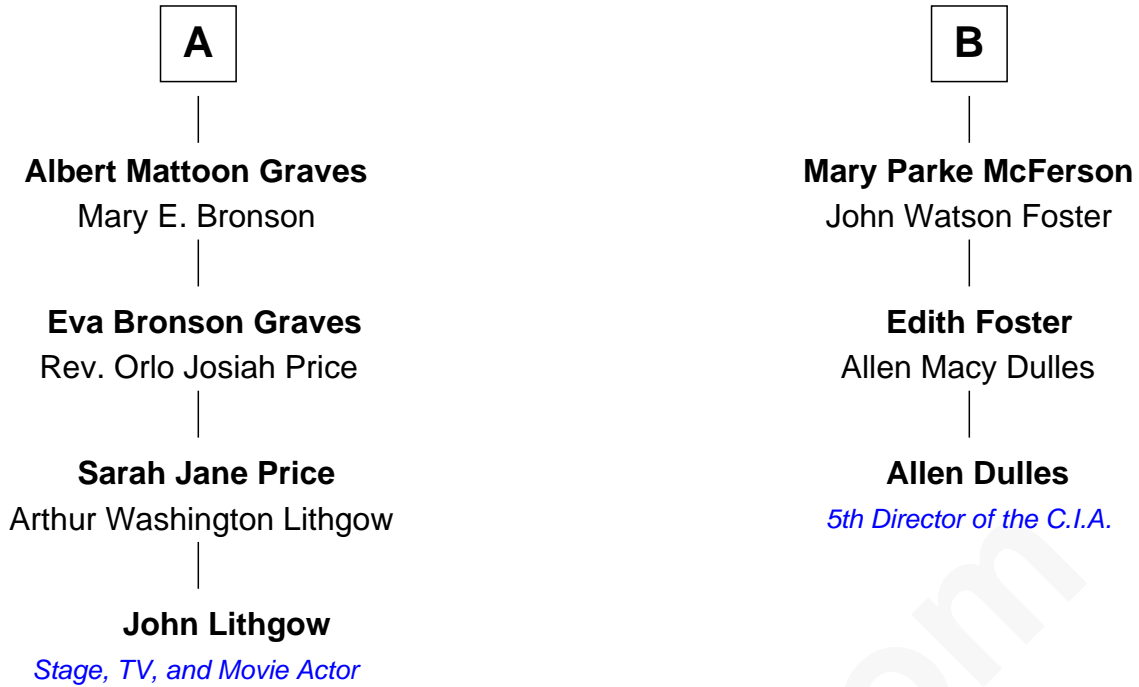 A
Albert Mattoon Graves
Mary E. Bronson
Eva Bronson Graves
Rev. Orlo Josiah Price
Sarah Jane Price
Arthur Washington Lithgow
John Lithgow
Stage, TV, and Movie Actor
B
Mary Parke McFerson
John Watson Foster
Edith Foster
Allen Macy Dulles
Allen Dulles
5th Director of the C.I.A.
om